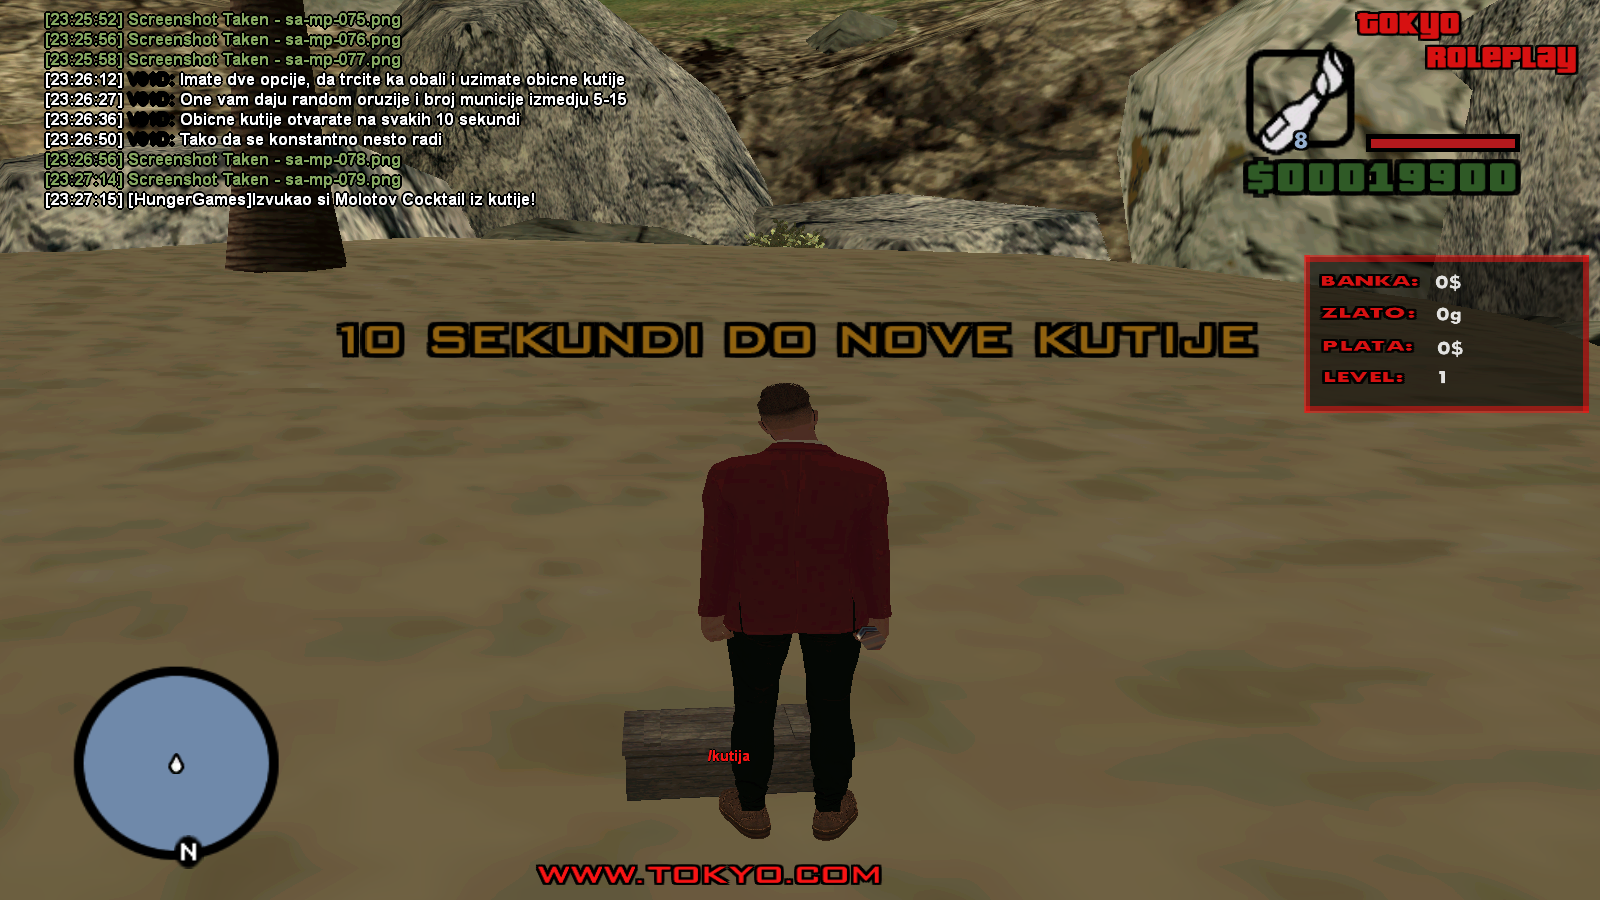 [23:25:52] Screenshot Taken - sa-mp-075.png
[23:25:56] Screenshot Taken - sa-mp-076.png
[23:25:58] Screenshot Taken - sa-mp-077.png
[23:26:12] : Imate dve opcije, da trcite ka obali i uzimate obicne kutije
[23:26:27] : One vam daju random oruzije i broj municije izmedju 5-15
[23:26:36] : Obicne kutije otvarate na svakih 10 sekundi
[23:26:50] : Tako da se konstantno nesto radi
[23:26:56] Screenshot Taken - sa-mp-078.png
[23:27:14] Screenshot Taken - sa-mp-079.png
[23:27:15] [HungerGames]Izvukao si Molotov Cocktail iz kutije!
Tokyo
Roleplay
8
$00019900
BANKA: 0$
ZLATO: 0g
PLATA: 0$
LEVEL: 1
10 SEKUNDI DO NOVE KUTIJE
/kutija
N
WWW.TOKYO.COM